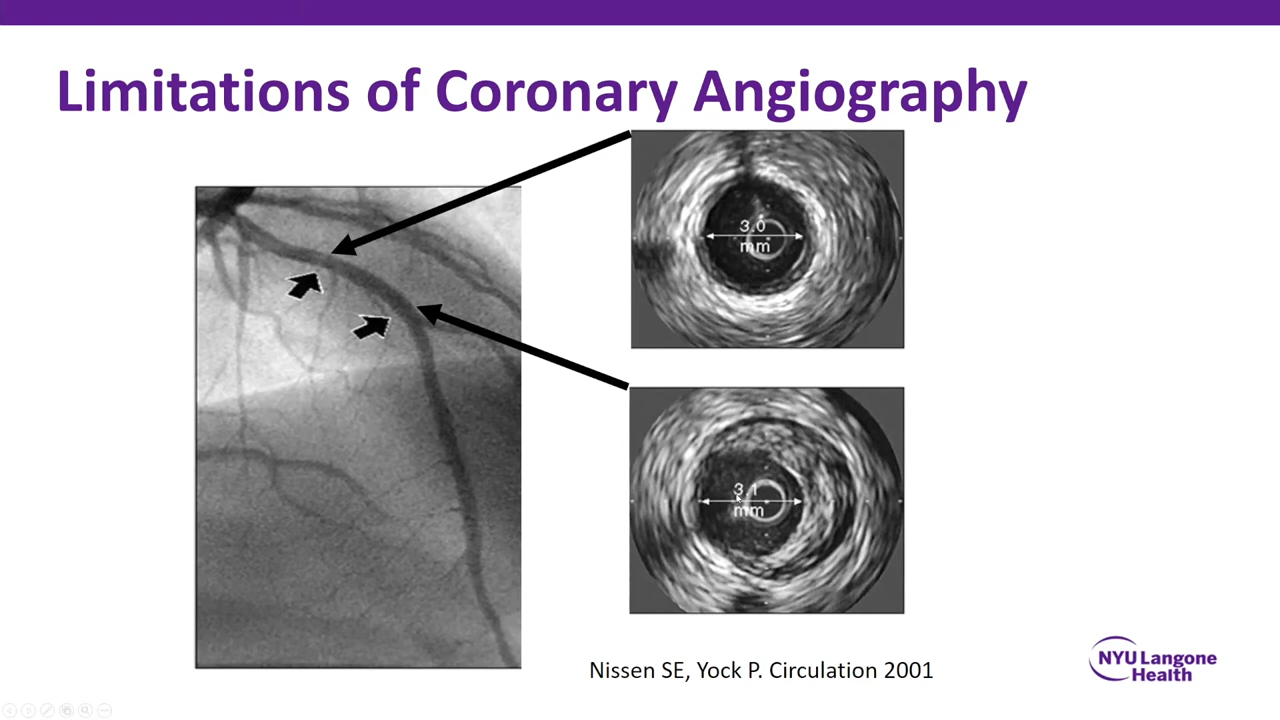 Limitations of Coronary Angiography
3.0
mm
3.1
mm
Nissen SE, Yock P. Circulation 2001
NYU Langone
Health